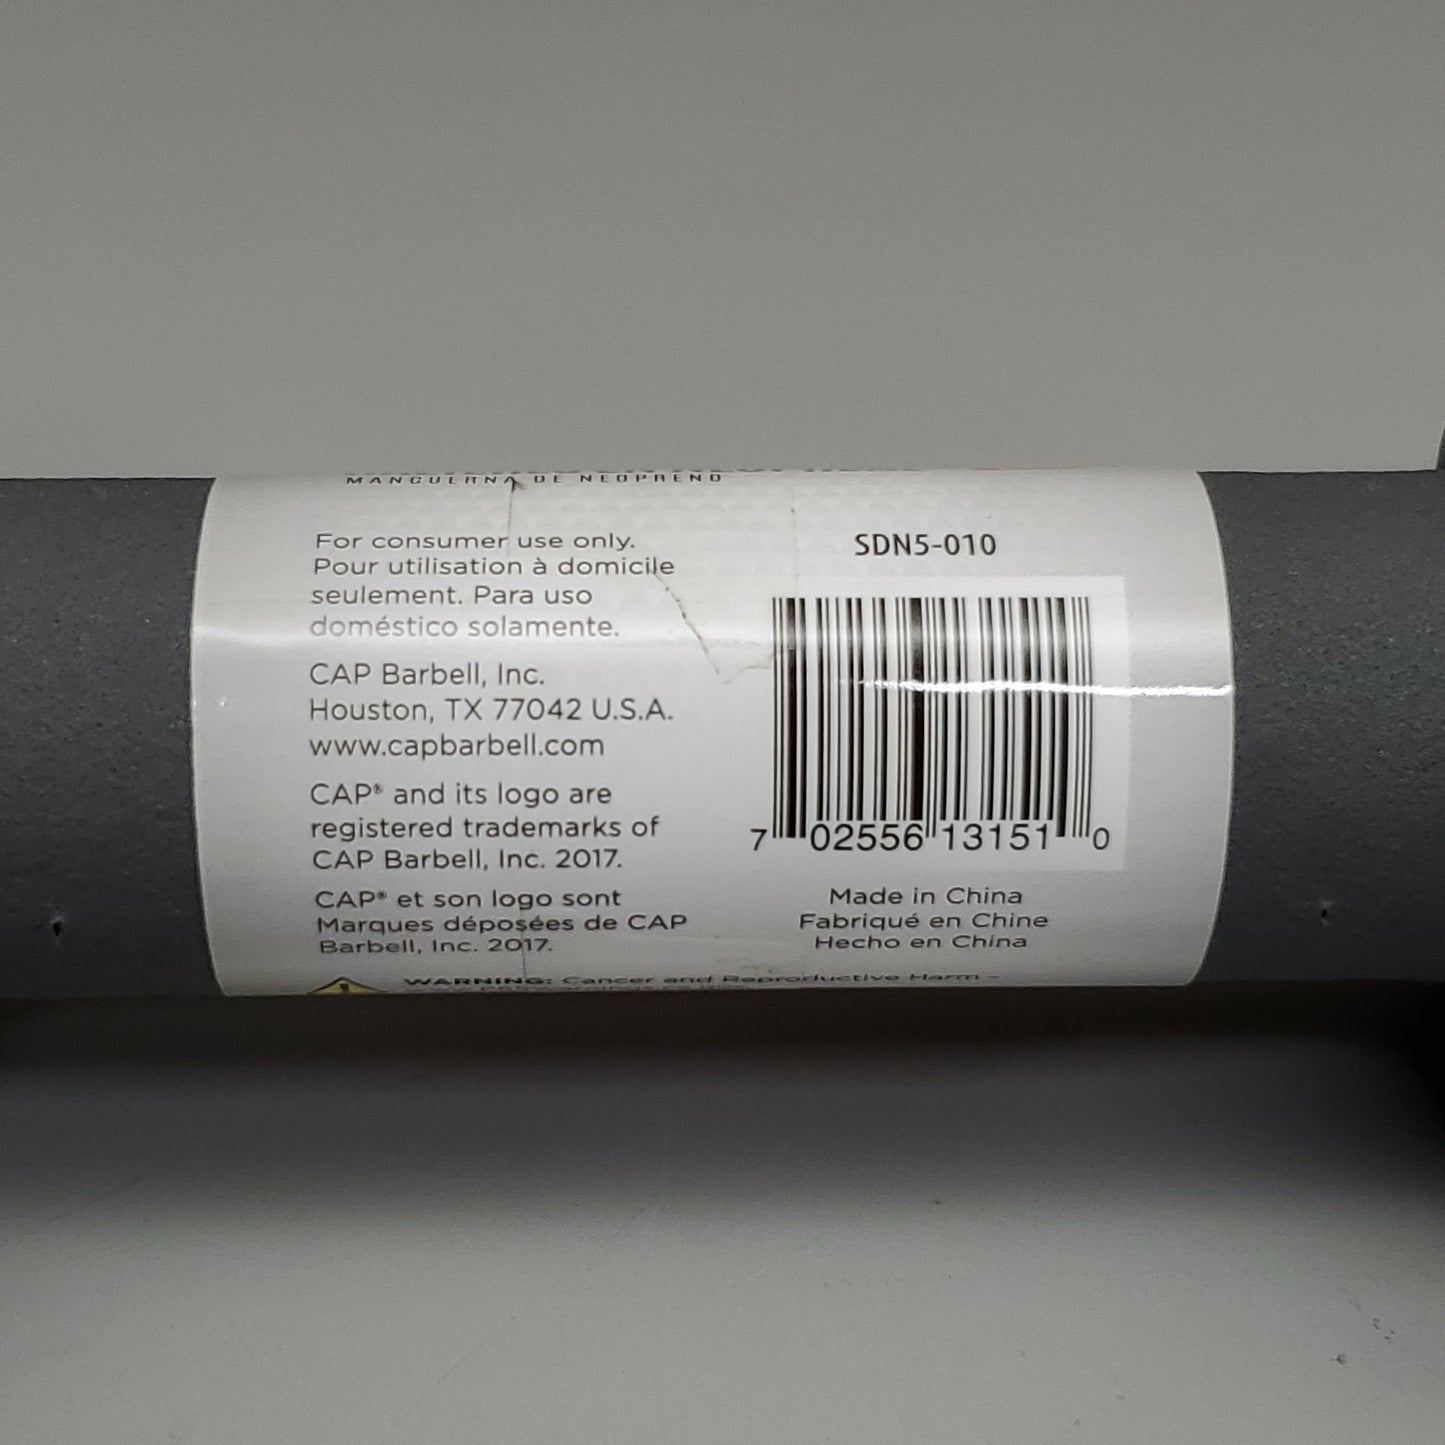 MANCUERNA DE NEOPRENO
For consumer use only.
Pour utilisation à domicile
seulement. Para uso
doméstico solamente.
CAP Barbell, Inc.
Houston, TX 77042 U.S.A.
www.capbarbell.com
CAP® and its logo are
registered trademarks of
CAP Barbell, Inc. 2017.
CAP® et son logo sont
Marques déposées de CAP
Barbell, Inc. 2017.
SDN5-010
7 02556 13151 0
Made in China
Fabriqué en Chine
Hecho en China
WARNING: Cancer and Reproductive Harm -